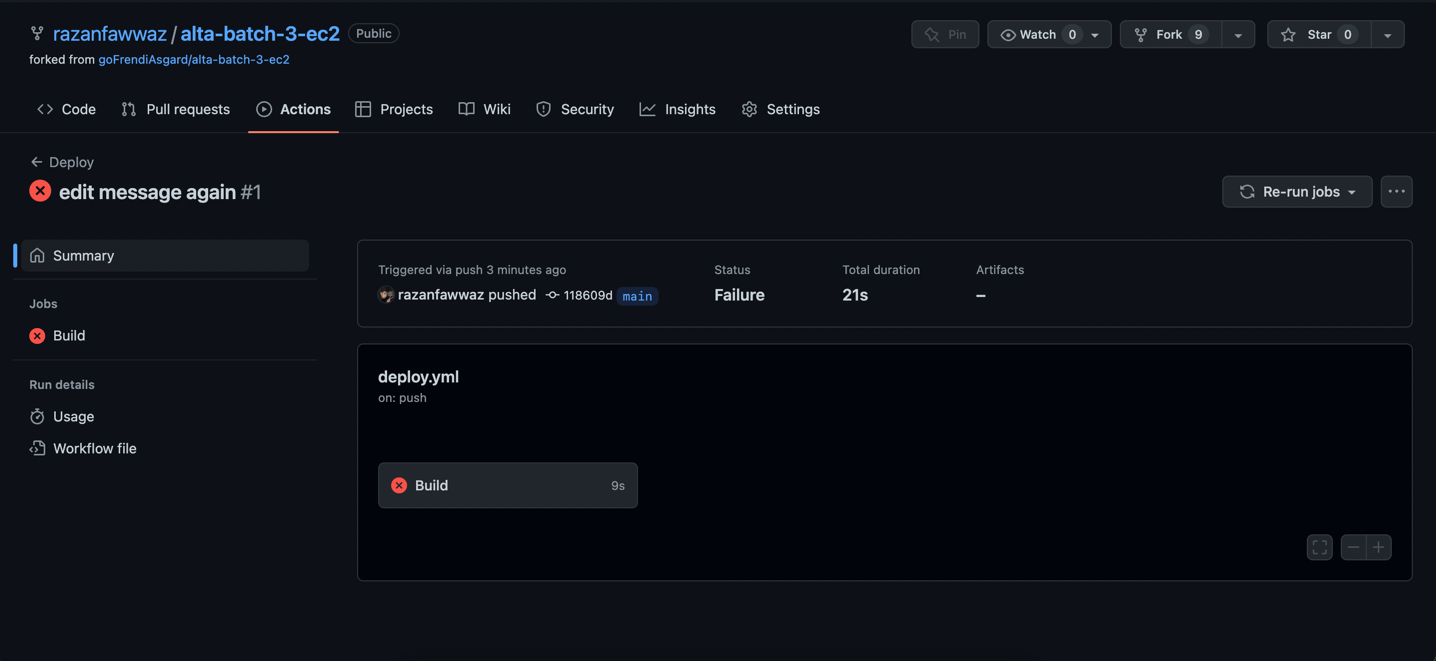 razanfawwaz / alta-batch-3-ec2 Public
Pin
Watch 0
Fork 9
Star 0
forked from goFrendiAsgard/alta-batch-3-ec2
Code
Pull requests
Actions
Projects
Wiki
Security
Insights
Settings
← Deploy
edit message again #1
Re-run jobs
Summary
Jobs
Build
Run details
Usage
Workflow file
Triggered via push 3 minutes ago
razanfawwaz pushed 118609d main
Status
Failure
Total duration
21s
Artifacts
–
deploy.yml
on: push
Build 9s